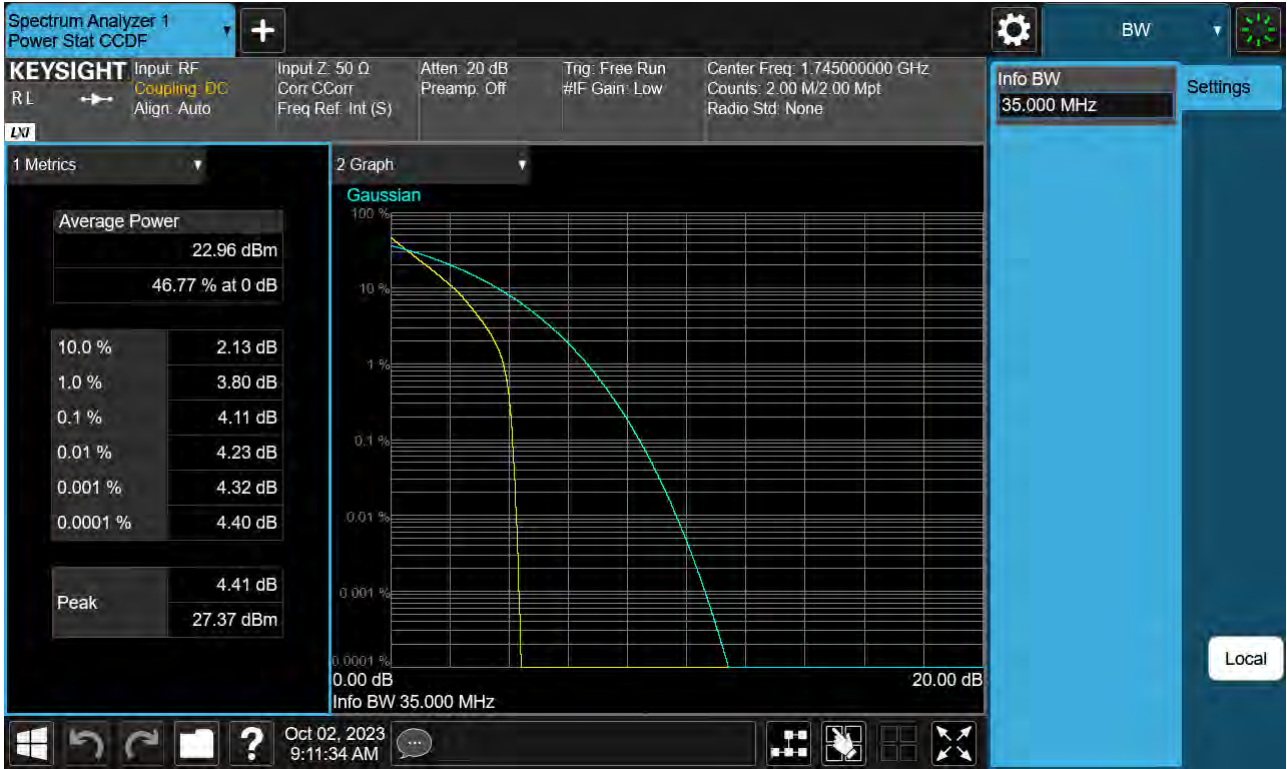 Spectrum Analyzer 1
Power Stat CCDF
+
BW
KEYSIGHT
RL
LXI
Input: RF
Coupling: DC
Align: Auto
Input Z: 50 Ω
Corr CCorr
Freq Ref: Int (S)
Atten: 20 dB
Preamp: Off
Trig: Free Run
#IF Gain: Low
Center Freq: 1.745000000 GHz
Counts: 2.00 M/2.00 Mpt
Radio Std: None
Info BW
35.000 MHz
Settings
1 Metrics
Average Power
22.96 dBm
46.77 % at 0 dB
10.0 % 2.13 dB
1.0 % 3.80 dB
0.1 % 4.11 dB
0.01 % 4.23 dB
0.001 % 4.32 dB
0.0001 % 4.40 dB
Peak
4.41 dB
27.37 dBm
2 Graph
Gaussian
100 %
10 %
1 %
0.1 %
0.01 %
0.001 %
0.0001 %
0.00 dB 20.00 dB
Info BW 35.000 MHz
Local
?
Oct 02, 2023
9:11:34 AM